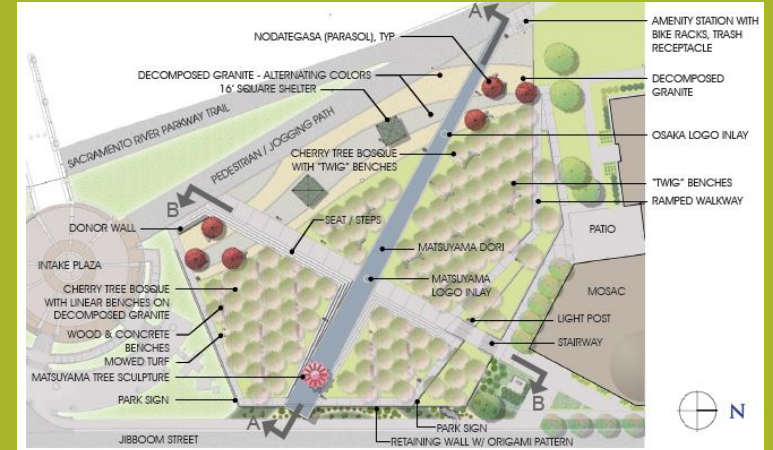 A
NODATEGASA (PARASOL), TYP
AMENITY STATION WITH
BIKE RACKS, TRASH
RECEPTACLE
DECOMPOSED GRANITE - ALTERNATING COLORS
16' SQUARE SHELTER
DECOMPOSED
GRANITE
SACRAMENTO RIVER PARKWAY TRAIL
PEDESTRIAN / JOGGING PATH
OSAKA LOGO INLAY
CHERRY TREE BOSQUE
WITH "TWIG" BENCHES
"TWIG" BENCHES
RAMPED WALKWAY
B
DONOR WALL
SEAT / STEPS
PATIO
MATSUYAMA DORI
INTAKE PLAZA
MATSUYAMA
LOGO INLAY
MOSAC
CHERRY TREE BOSQUE
WITH LINEAR BENCHES ON
DECOMPOSED GRANITE
LIGHT POST
WOOD & CONCRETE
BENCHES
STAIRWAY
MOWED TURF
MATSUYAMA TREE SCULPTURE
PARK SIGN
B
N
A
PARK SIGN
JIBBOOM STREET
RETAINING WALL W/ ORIGAMI PATTERN